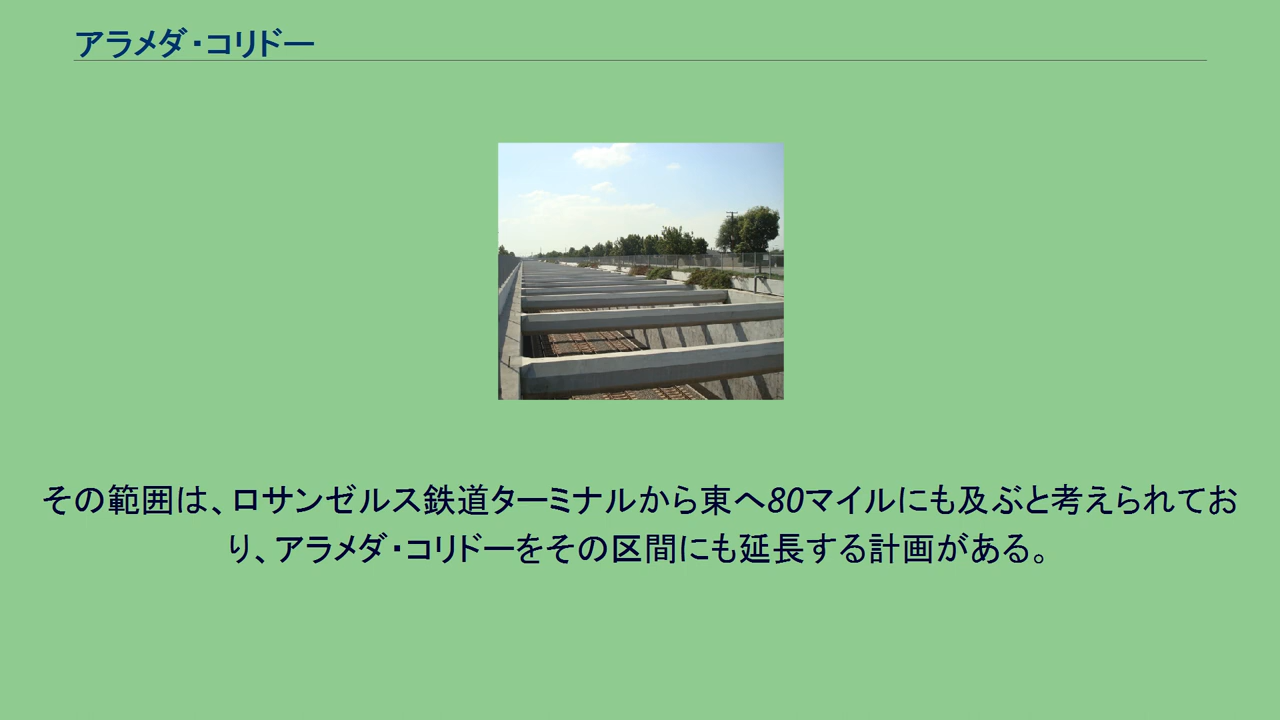 アラメダ・コリドー
その範囲は、ロサンゼルス鉄道ターミナルから東へ80マイルにも及ぶと考えられてお
り、アラメダ・コリドーをその区間にも延長する計画がある。